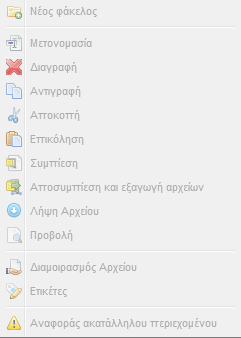 Νέος φάκελος
Μετονομασία
Διαγραφή
Αντιγραφή
Αποκοπή
Επικόληση
Συμπίεση
Αποσυμπίεση και εξαγωγή αρχείων
Λήψη Αρχείου
Προβολή
Διαμοιρασμός Αρχείου
Ετικέτες
Αναφοράς ακατάλληλου περιεχομένου